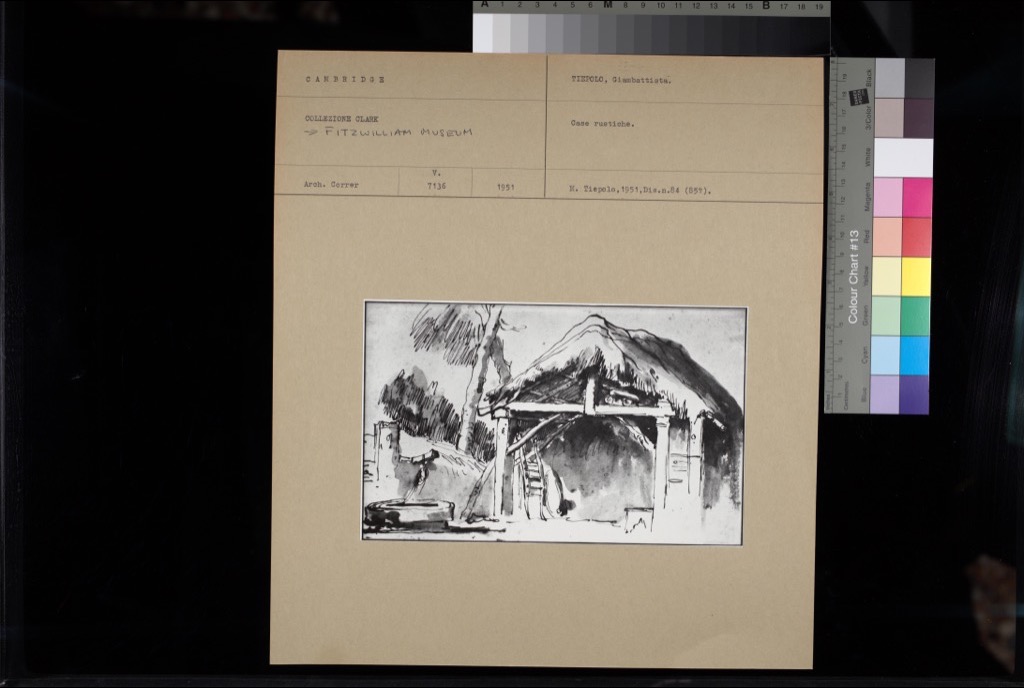 A 1 2 3 4 5 6 M 8 9 10 11 12 13 14 15 B 17 18 19
CAMBRIDGE
TIEPOLO, Giambattista.
COLLEZIONE CLARK
→ FITZWILLIAM MUSEUM
Case rustiche.
V.
Arch. Correr
7136
1951
M. Tiepolo,1951,Dis.n.84 (85?).
Colour Chart #13
Black
3/Color
White
Magenta
Red
Yellow
Green
Cyan
Blue
Centimetres